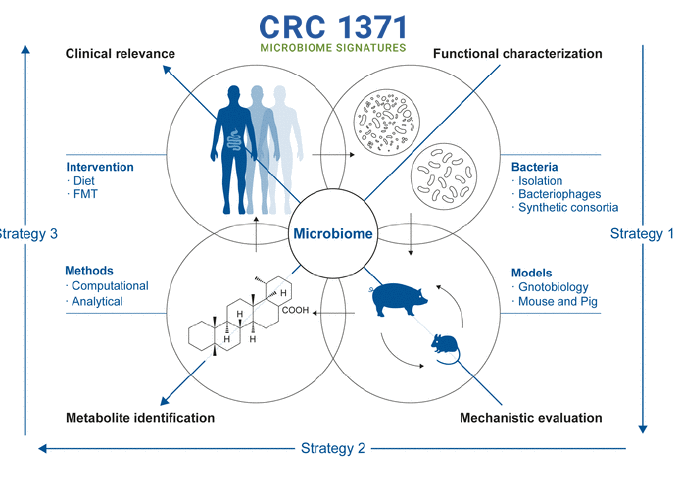 CRC 1371
MICROBIOME SIGNATURES
Clinical relevance
Functional characterization
Intervention
· Diet
· FMT
Bacteria
· Isolation
· Bacteriophages
· Synthetic consortia
Strategy 3
Microbiome
Strategy 1
Methods
· Computational
· Analytical
H
H
H
H
COOH
Models
· Gnotobiology
· Mouse and Pig
Metabolite identification
Mechanistic evaluation
Strategy 2